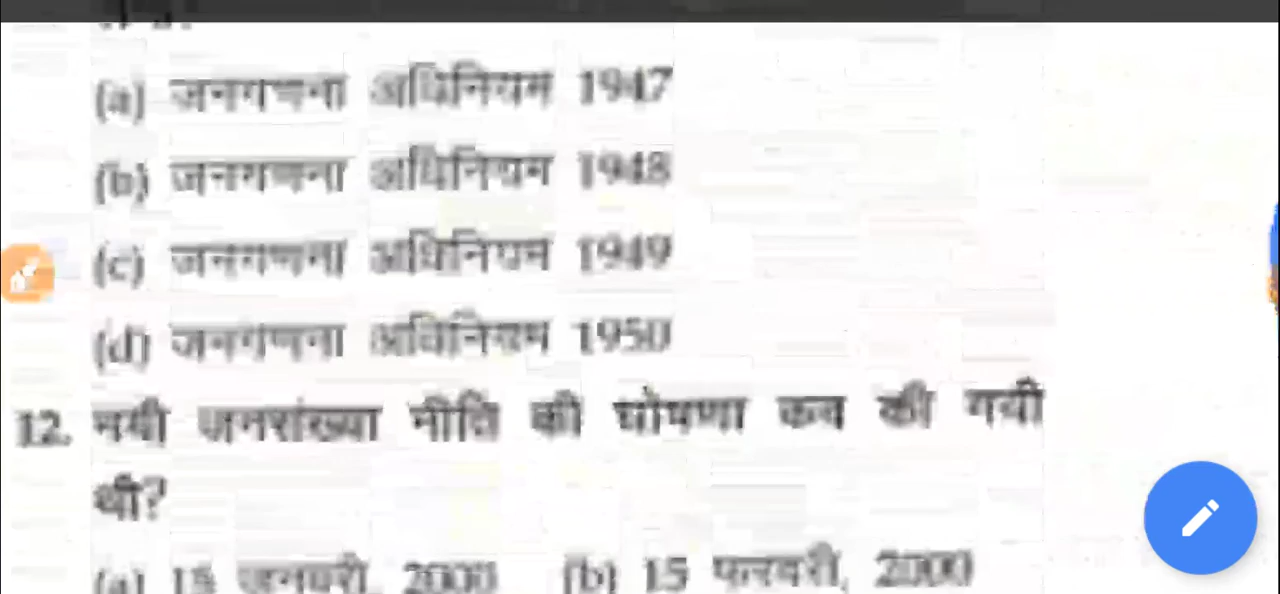 (a) जनगणना अधिनियम 1947
(b) जनगणना अधिनियम 1948
(c) जनगणना अधिनियम 1949
(d) जनगणना अधिनियम 1950
12. नयी जनसंख्या नीति की घोषणा कब की गयी
थी?
(a) 15 जनवरी, 2000 (b) 15 फरवरी, 2000